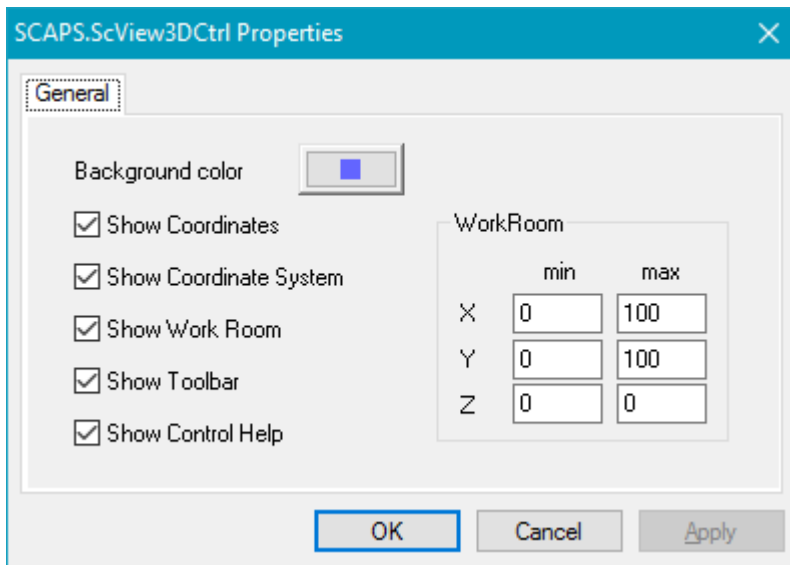 SCAPS.ScView3DCtrl Properties
General
Background color
Show Coordinates
Show Coordinate System
Show Work Room
Show Toolbar
Show Control Help
WorkRoom
min max
X 0 100
Y 0 100
Z 0 0
OK Cancel Apply